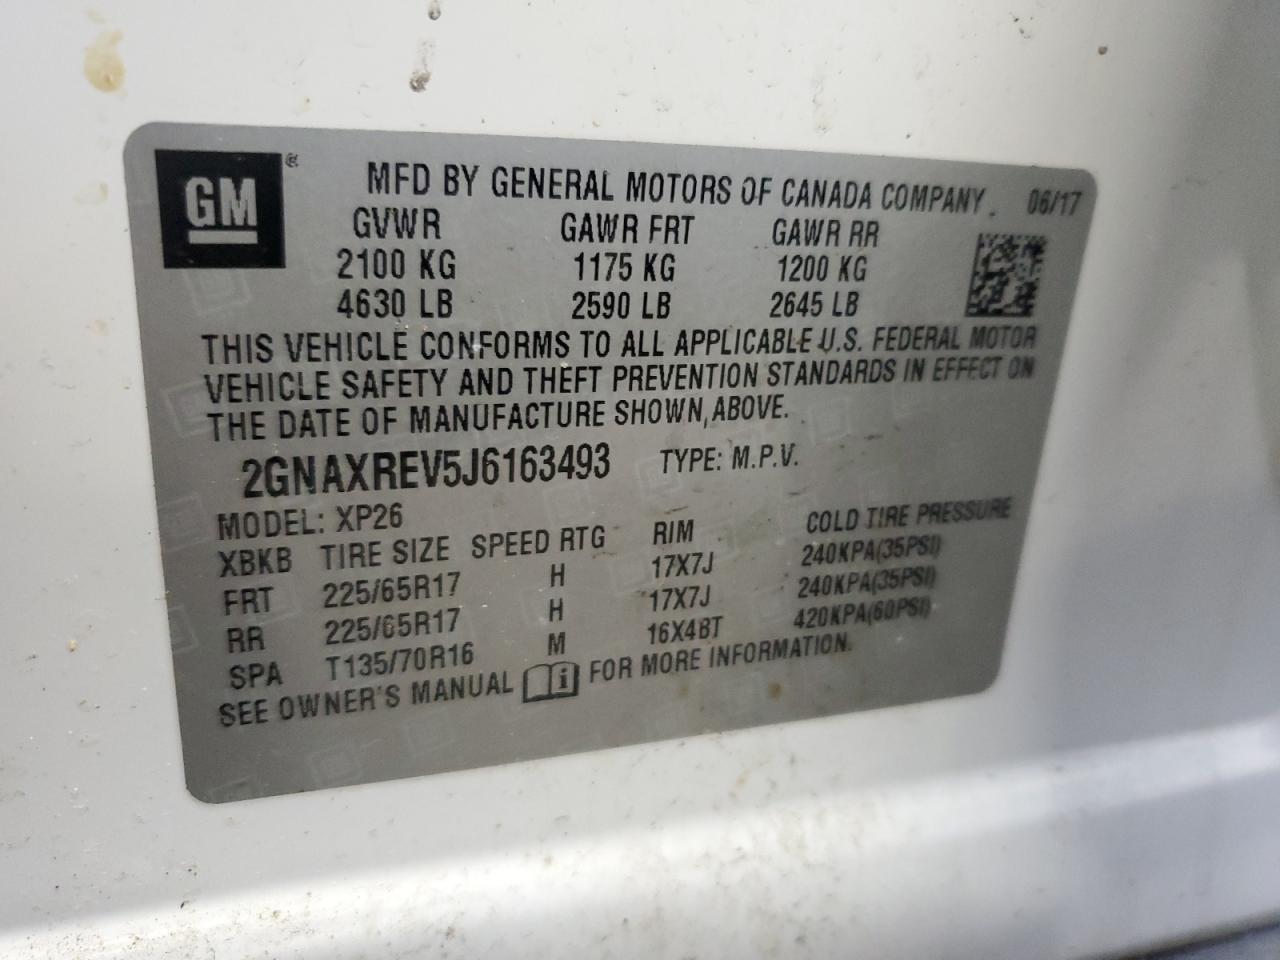 GM ® MFD BY GENERAL MOTORS OF CANADA COMPANY. 06/17
GVWR GAWR FRT GAWR RR
2100 KG 1175 KG 1200 KG
4630 LB 2590 LB 2645 LB
THIS VEHICLE CONFORMS TO ALL APPLICABLE U.S. FEDERAL MOTOR
VEHICLE SAFETY AND THEFT PREVENTION STANDARDS IN EFFECT ON
THE DATE OF MANUFACTURE SHOWN, ABOVE.
2GNAXREV5J6163493 TYPE: M.P.V.
MODEL: XP26
XBKB TIRE SIZE SPEED RTG RIM COLD TIRE PRESSURE
FRT 225/65R17 H 17X7J 240KPA(35PSI)
RR 225/65R17 H 17X7J 240KPA(35PSI)
SPA T135/70R16 M 16X4BT 420KPA(60PSI)
SEE OWNER'S MANUAL i FOR MORE INFORMATION.